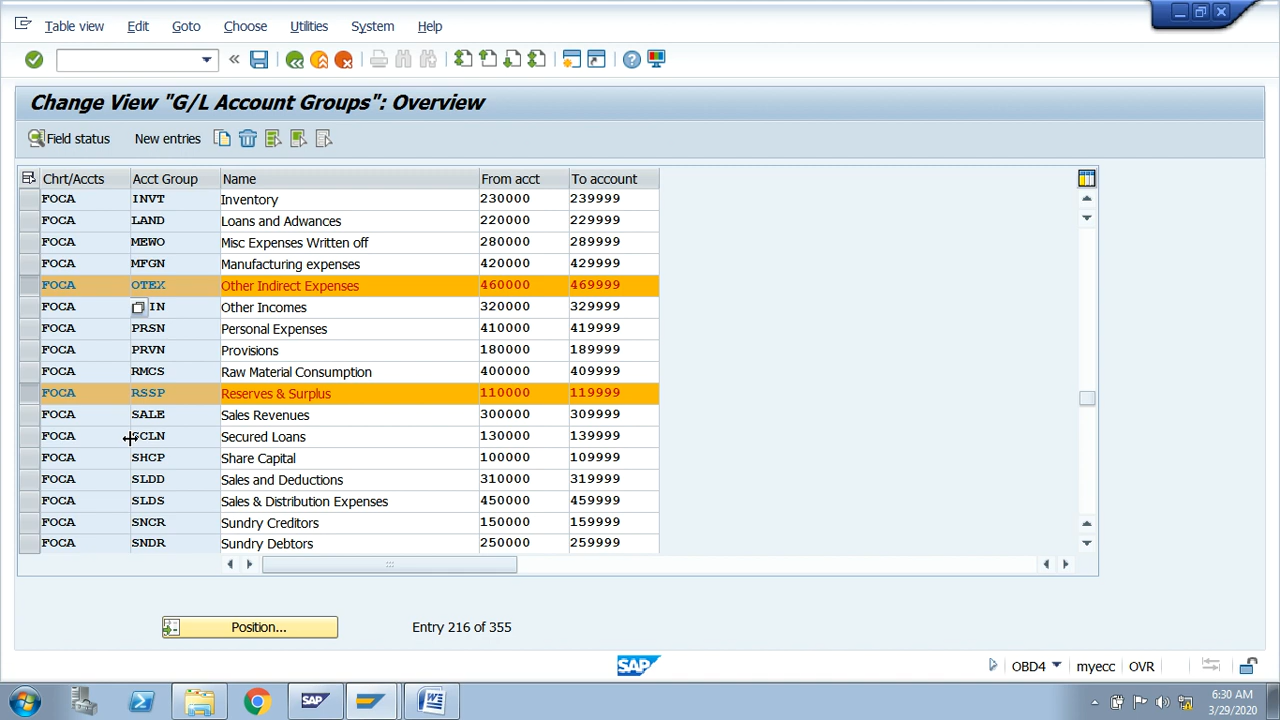 Table view Edit Goto Choose Utilities System Help
Change View "G/L Account Groups": Overview
Field status New entries
Chrt/Accts Acct Group Name From acct To account
FOCA INVT Inventory 230000 239999
FOCA LAND Loans and Adwances 220000 229999
FOCA MEWO Misc Expenses Written off 280000 289999
FOCA MFGN Manufacturing expenses 420000 429999
FOCA OTEX Other Indirect Expenses 460000 469999
FOCA IN Other Incomes 320000 329999
FOCA PRSN Personal Expenses 410000 419999
FOCA PRVN Provisions 180000 189999
FOCA RMCS Raw Material Consumption 400000 409999
FOCA RSSP Reserves & Surplus 110000 119999
FOCA SALE Sales Revenues 300000 309999
FOCA SCLN Secured Loans 130000 139999
FOCA SHCP Share Capital 100000 109999
FOCA SLDD Sales and Deductions 310000 319999
FOCA SLDS Sales & Distribution Expenses 450000 459999
FOCA SNCR Sundry Creditors 150000 159999
FOCA SNDR Sundry Debtors 250000 259999
Position... Entry 216 of 355
SAP OBD4 myecc OVR
SAP
6:30 AM
3/29/2020